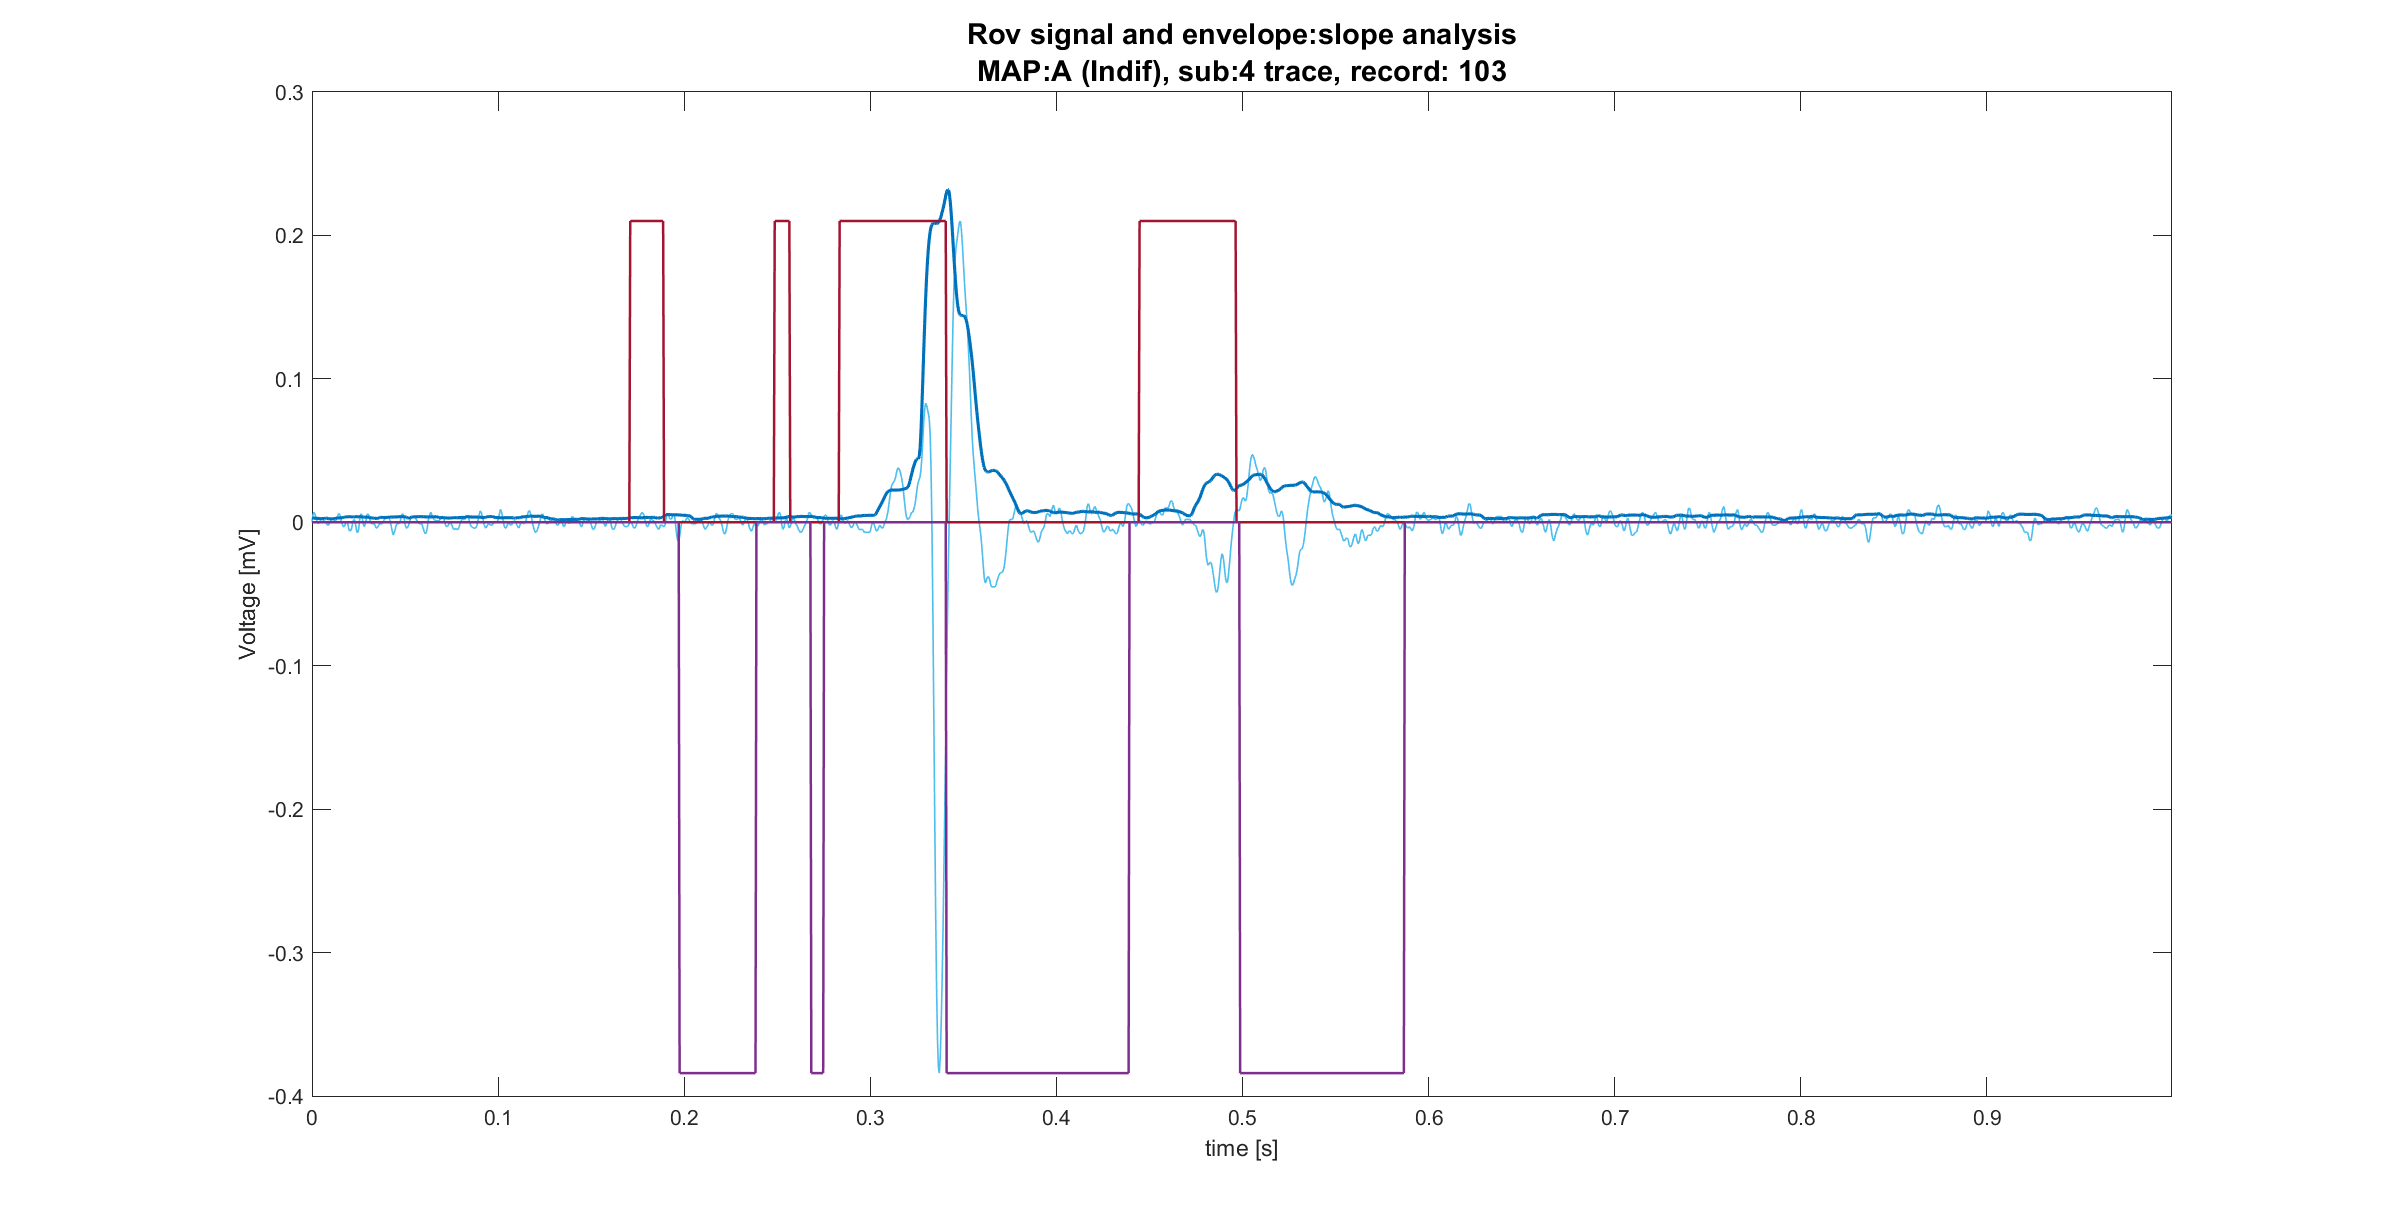 Rov signal and envelope:slope analysis
MAP:A (Indif), sub:4 trace, record: 103
0.3
0.2
0.1
0
-0.1
-0.2
-0.3
-0.4
Voltage [mV]
0 0.1 0.2 0.3 0.4 0.5 0.6 0.7 0.8 0.9
time [s]